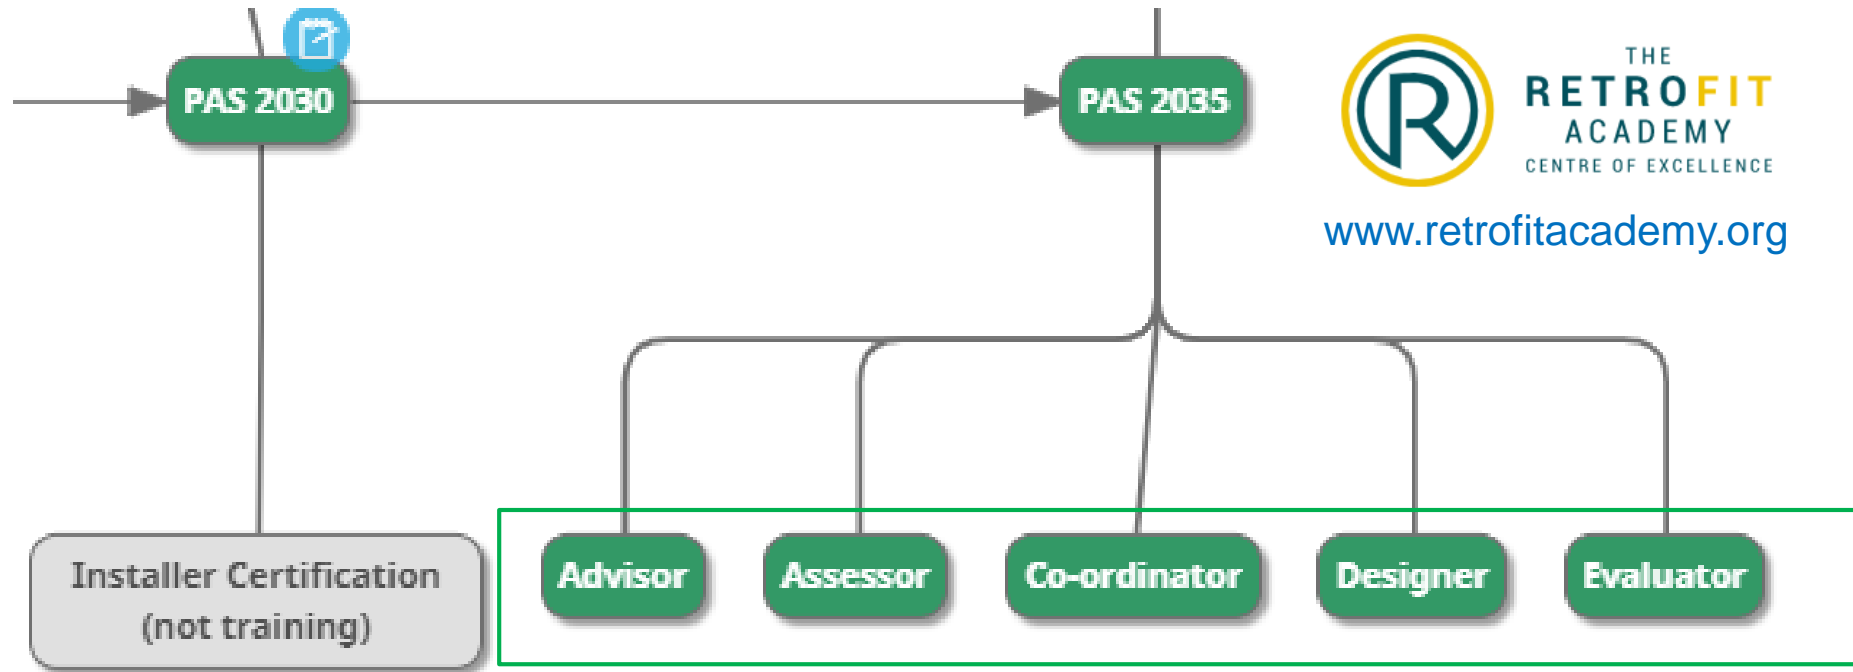 PAS 2030
PAS 2035
THE
RETROFIT
ACADEMY
CENTRE OF EXCELLENCE
www.retrofitacademy.org
Installer Certification
(not training)
Advisor
Assessor
Co-ordinator
Designer
Evaluator